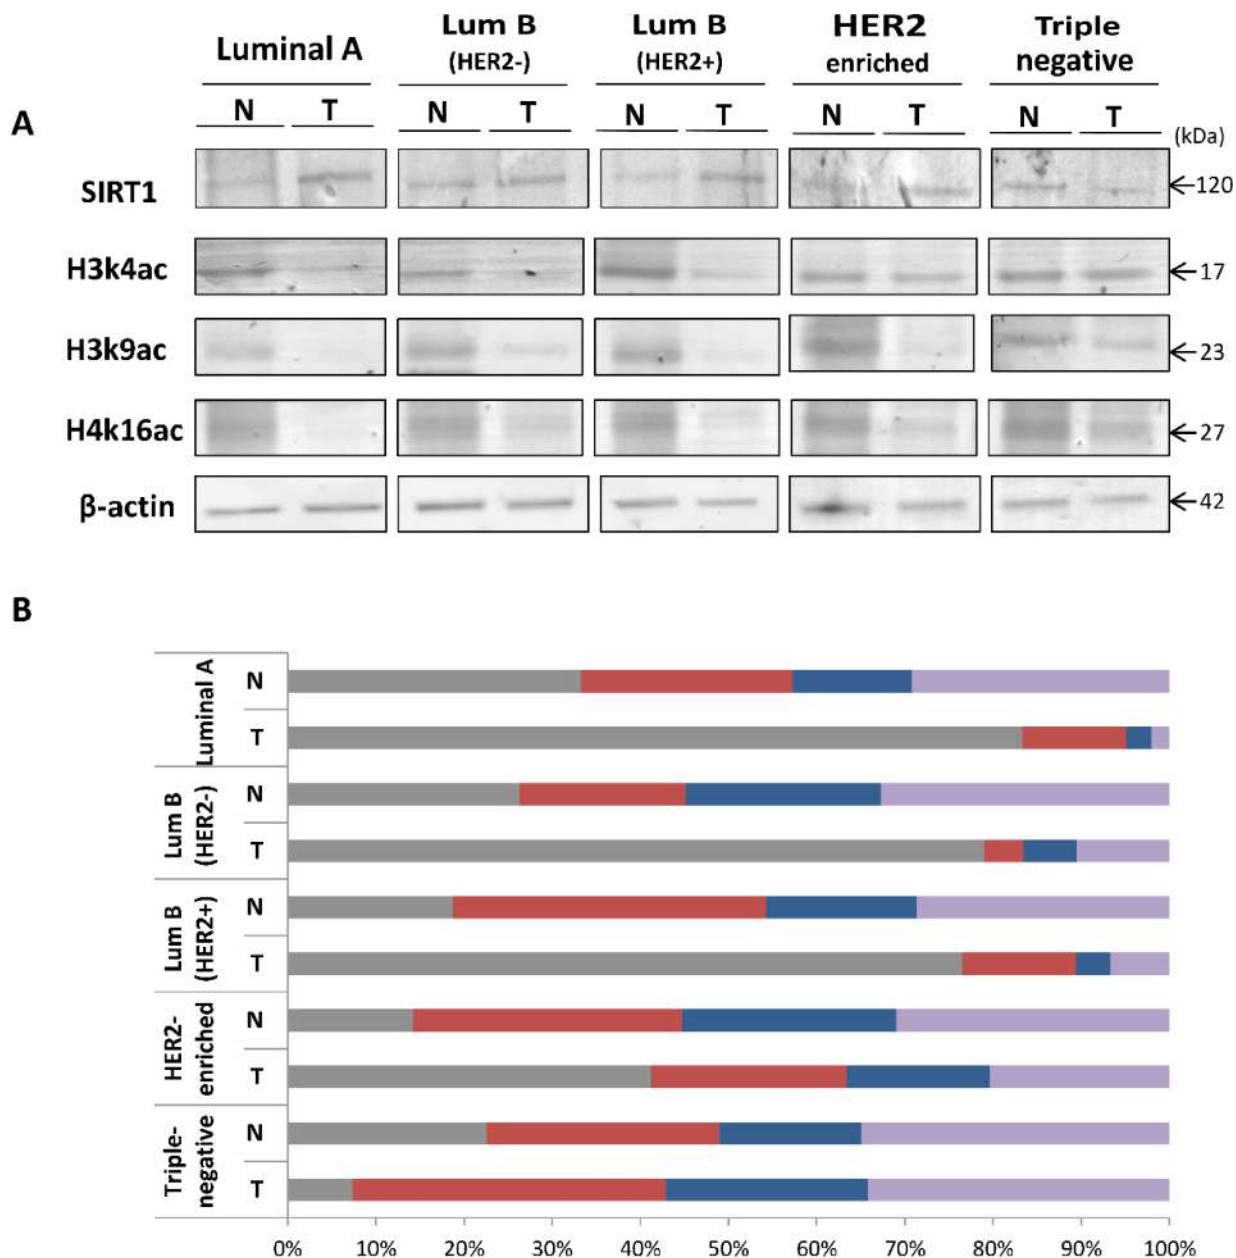 Luminal A
Lum B
(HER2-)
Lum B
(HER2+)
HER2
enriched
Triple
negative
N T N T N T N T N T
A
(kDa)
SIRT1
120
H3k4ac
17
H3k9ac
23
H4k16ac
27
β-actin
42
B
Luminal A
N
T
Lum B
(HER2-)
N
T
Lum B
(HER2+)
N
T
HER2-
enriched
N
T
Triple-
negative
N
T
0% 10% 20% 30% 40% 50% 60% 70% 80% 90% 100%